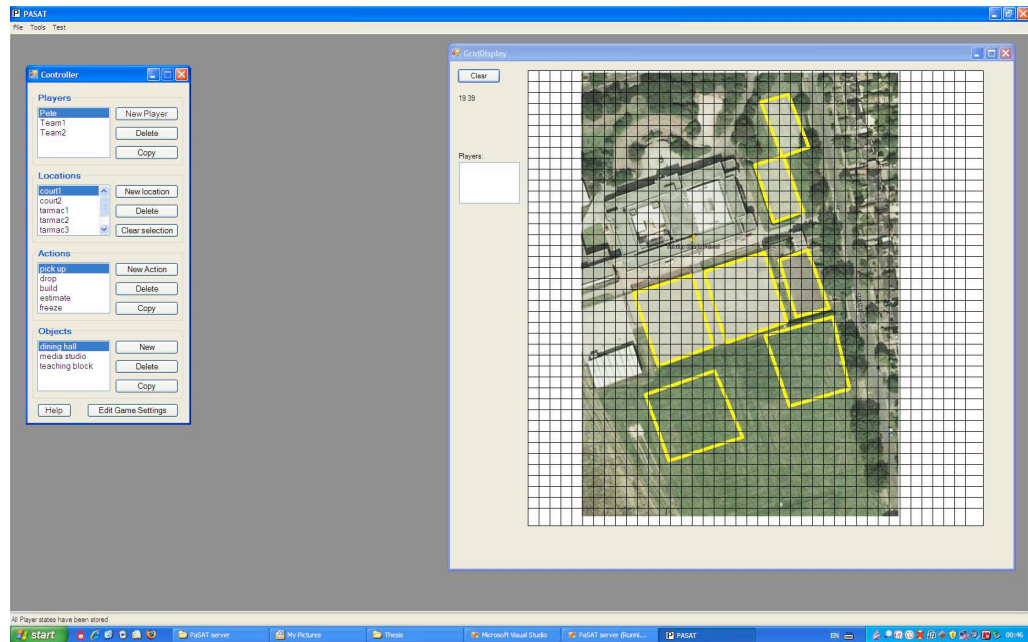 PASAT
File Tools Test
Controller
Players
Pete
Team1
Team2
New Player
Delete
Copy
Locations
court1
court2
tarmac1
tarmac2
tarmac3
New location
Delete
Clear selection
Actions
pick up
drop
build
estimate
freeze
New Action
Delete
Copy
Objects
dining hall
media studio
teaching block
New
Delete
Copy
Help
Edit Game Settings
GridDisplay
Clear
19 39
Players:
All Player states have been stored
start
PaSAT server
My Pictures
Thesis
Microsoft Visual Studio
PaSAT server (Runni...
PASAT
EN
00:46